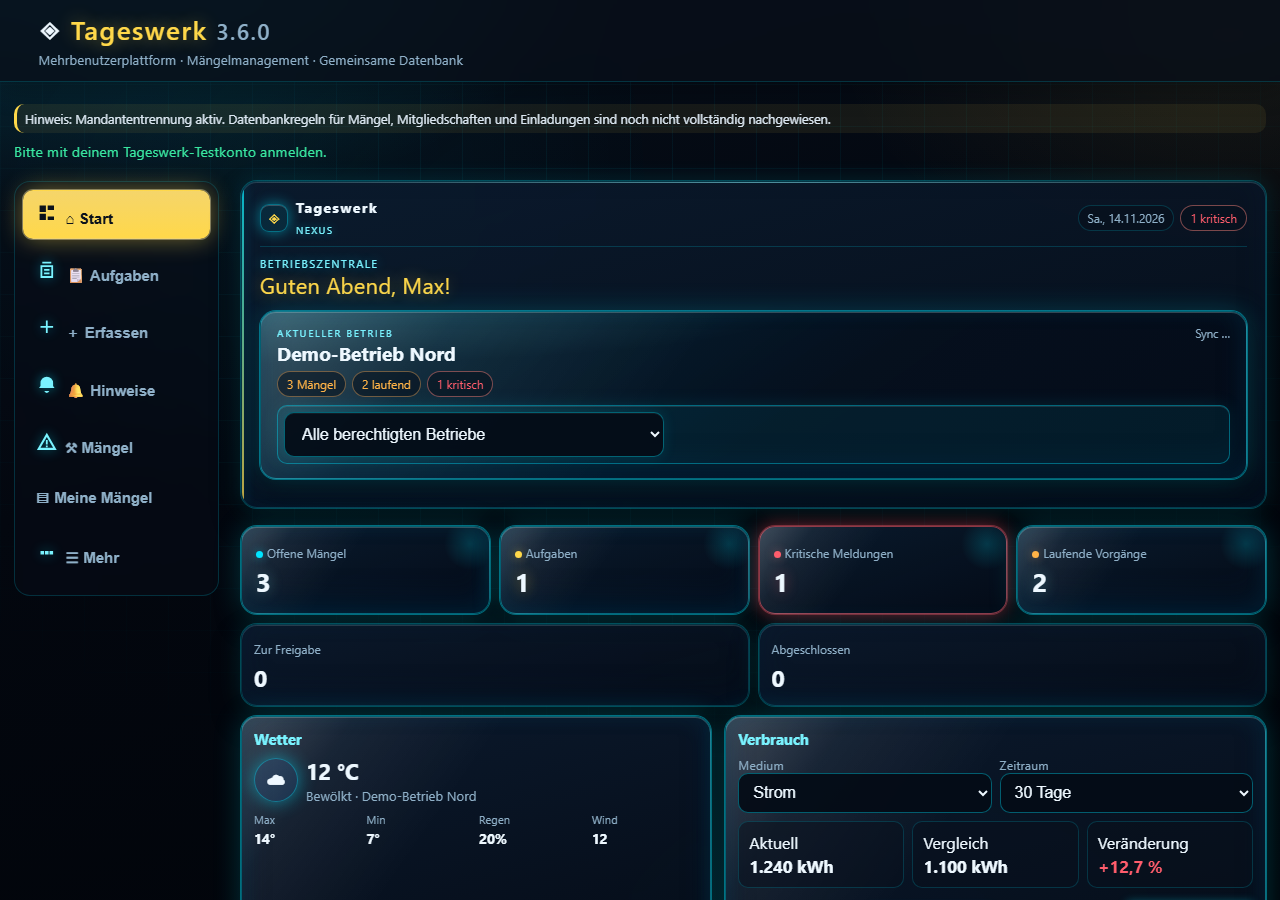 Tageswerk 3.6.0
Mehrbenutzerplattform · Mängelmanagement · Gemeinsame Datenbank
Hinweis: Mandantentrennung aktiv. Datenbankregeln für Mängel, Mitgliedschaften und Einladungen sind noch nicht vollständig nachgewiesen.
Bitte mit deinem Tageswerk-Testkonto anmelden.
⌂ Start
📋 Aufgaben
+ Erfassen
🔔 Hinweise
⚒ Mängel
▤ Meine Mängel
☰ Mehr
Tageswerk
NEXUS
Sa., 14.11.2026
1 kritisch
BETRIEBSZENTRALE
Guten Abend, Max!
AKTUELLER BETRIEB
Sync ...
Demo-Betrieb Nord
3 Mängel
2 laufend
1 kritisch
Alle berechtigten Betriebe
Offene Mängel
3
Aufgaben
1
Kritische Meldungen
1
Laufende Vorgänge
2
Zur Freigabe
0
Abgeschlossen
0
Wetter
12 °C
Bewölkt · Demo-Betrieb Nord
Max
14°
Min
7°
Regen
20%
Wind
12
Verbrauch
Medium
Strom
Zeitraum
30 Tage
Aktuell
1.240 kWh
Vergleich
1.100 kWh
Veränderung
+12,7 %